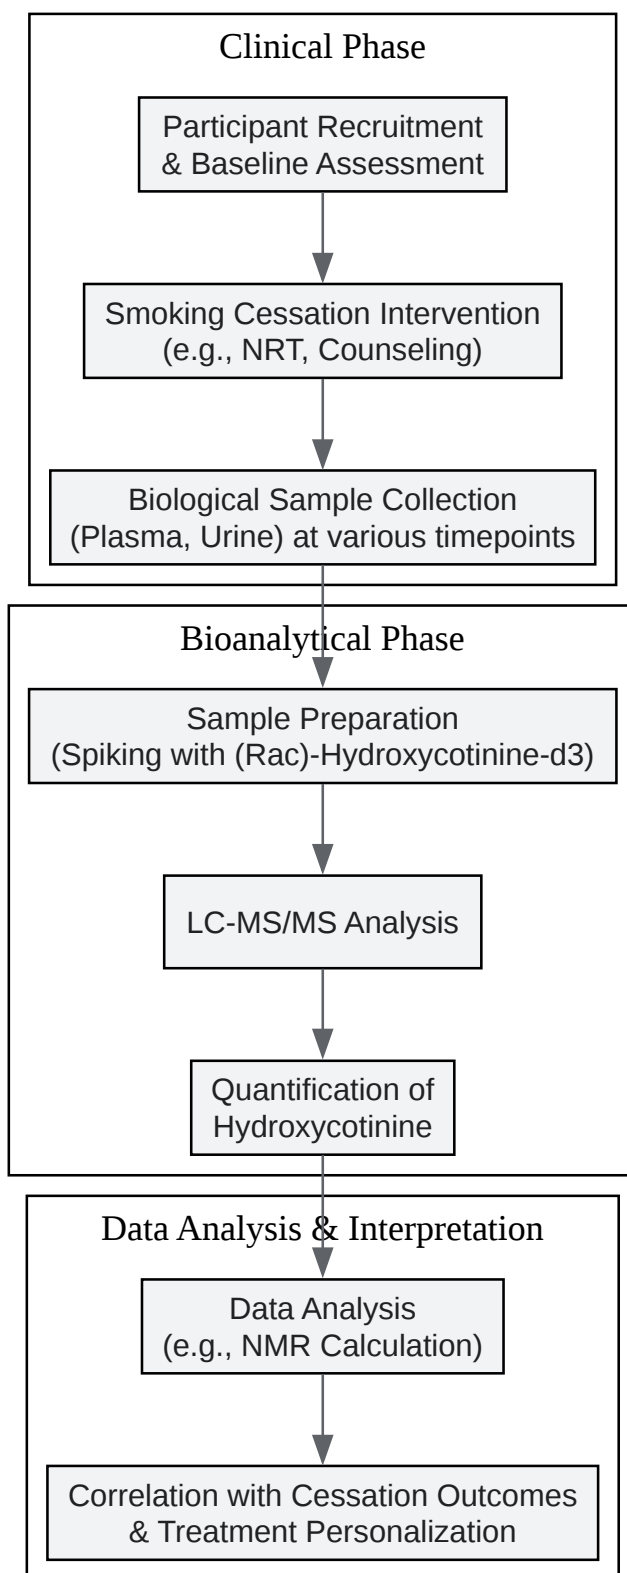 Clinical Phase
Participant Recruitment
& Baseline Assessment
Smoking Cessation Intervention
(e.g., NRT, Counseling)
Biological Sample Collection
(Plasma, Urine) at various timepoints
Bioanalytical Phase
Sample Preparation
(Spiking with (Rac)-Hydroxycotinine-d3)
LC-MS/MS Analysis
Quantification of
Hydroxycotinine
Data Analysis & Interpretation
Data Analysis
(e.g., NMR Calculation)
Correlation with Cessation Outcomes
& Treatment Personalization